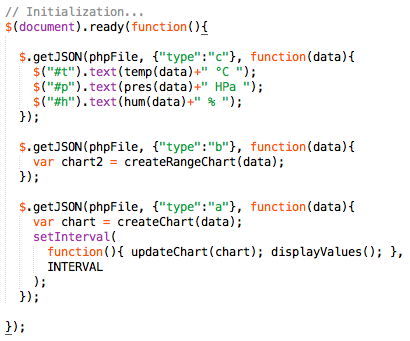 // Initialization...
$(document).ready(function(){
$.getJSON(phpFile, {"type":"c"}, function(data){
$("#t").text(temp(data)+" °C ");
$("#p").text(pres(data)+" HPa ");
$("#h").text(hum(data)+" % ");
});
$.getJSON(phpFile, {"type":"b"}, function(data){
var chart2 = createRangeChart(data);
});
$.getJSON(phpFile, {"type":"a"}, function(data){
var chart = createChart(data);
setInterval(
function(){ updateChart(chart); displayValues(); },
INTERVAL
);
});
});